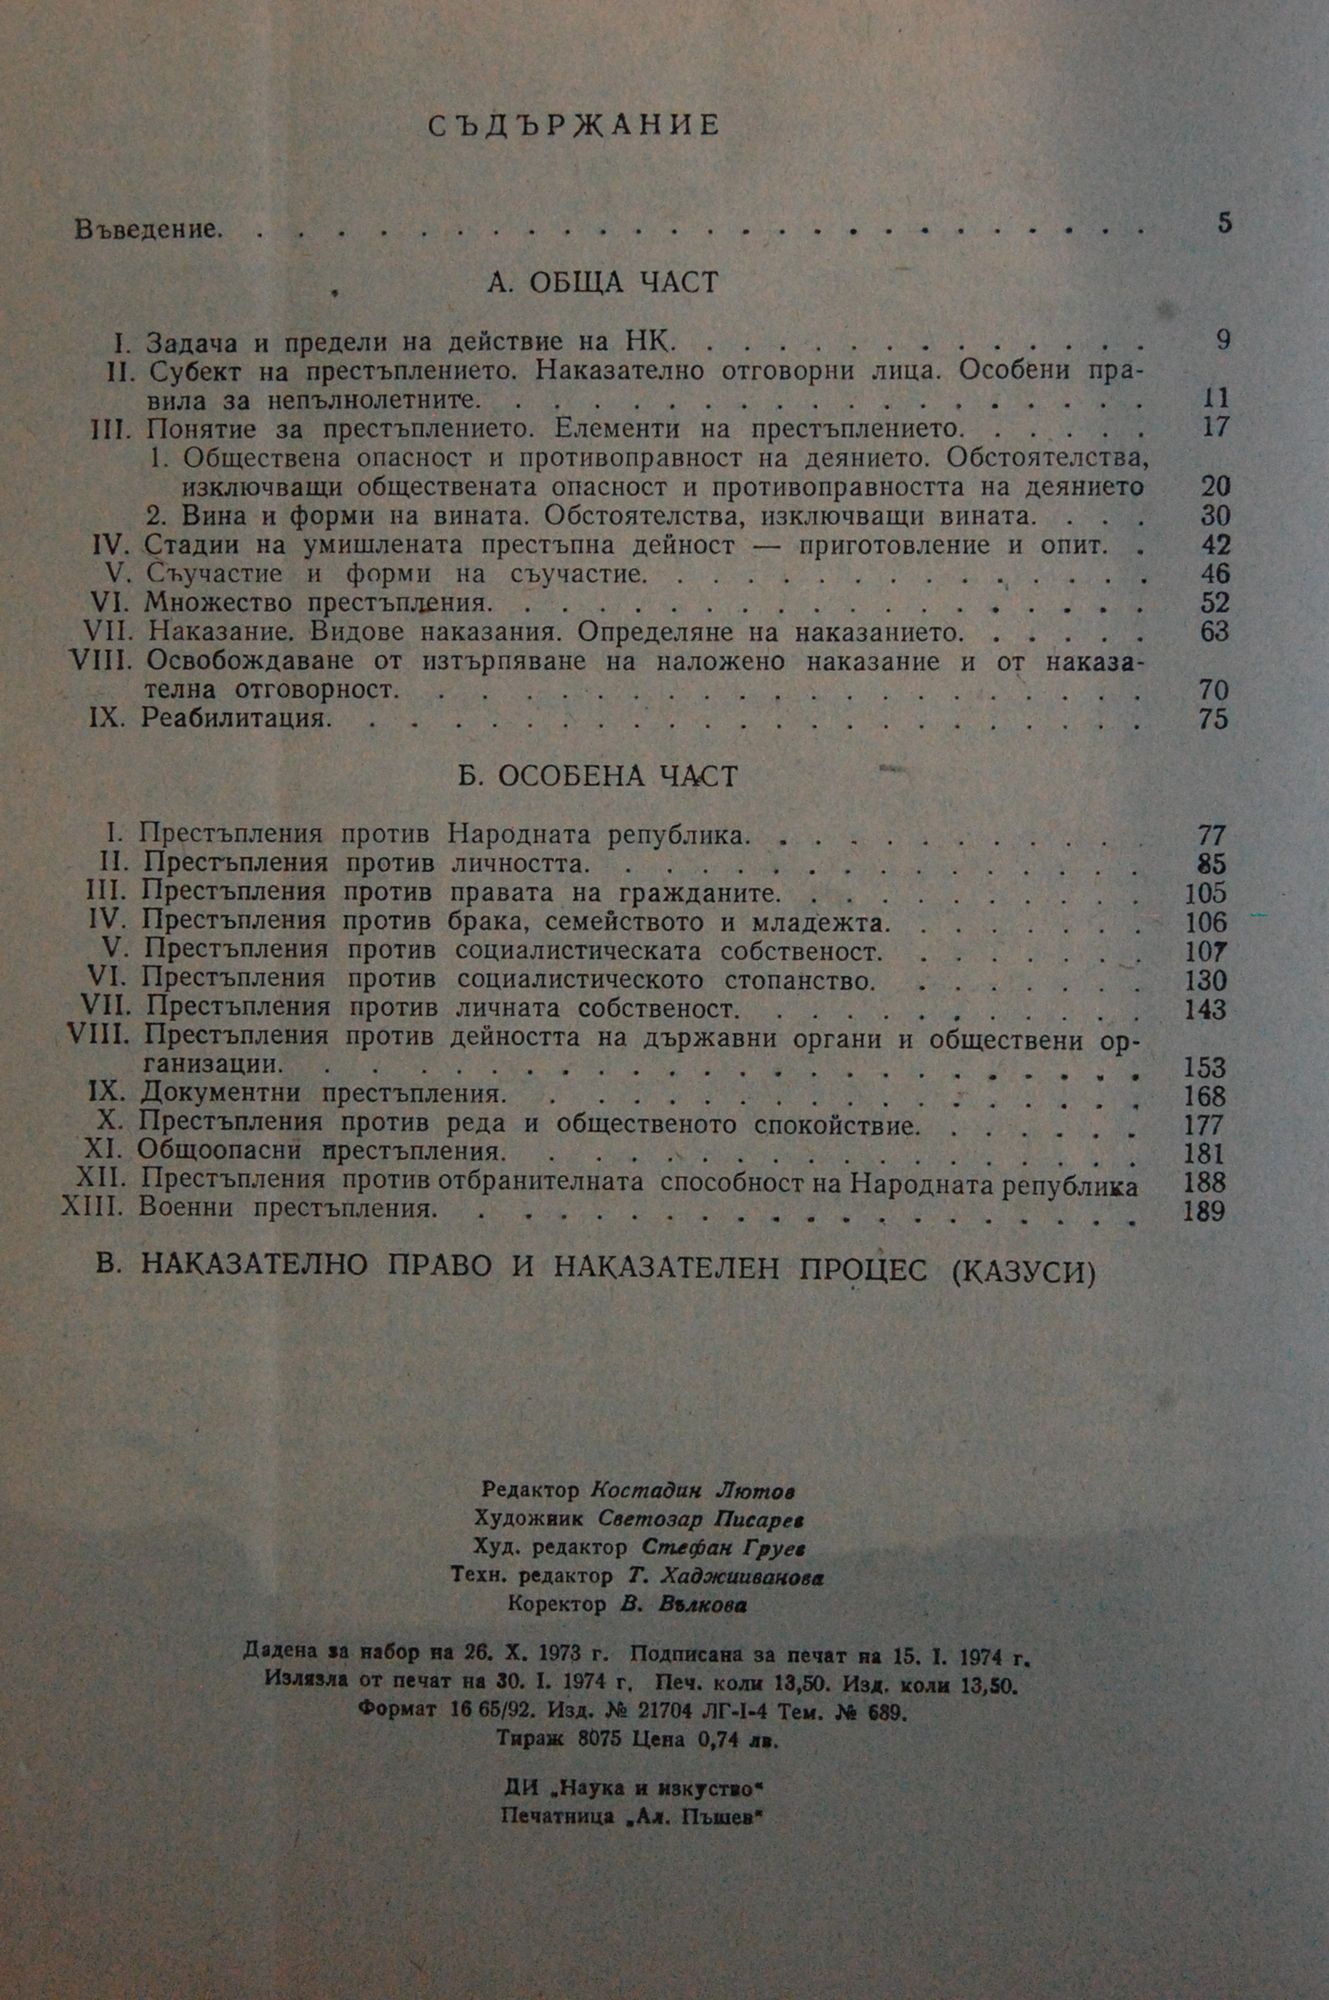 СЪДЪРЖАНИЕ
Въведение. . . . . . . . . . . . . . . . . . . . . . . . . . 5
А. ОБЩА ЧАСТ
I. Задача и предели на действие на НК. . . . . . . . . . . . . . 9
II. Субект на престъплението. Наказателно отговорни лица. Особени пра-
вила за непълнолетните. . . . . . . . . . . . . . . . . . . 11
III. Понятие за престъплението. Елементи на престъплението. . . . . . 17
1. Обществена опасност и противоправност на деянието. Обстоятелства,
изключващи обществената опасност и противоправността на деянието 20
2. Вина и форми на вината. Обстоятелства, изключващи вината. . . . 30
IV. Стадии на умишлената престъпна дейност — приготовление и опит. . 42
V. Съучастие и форми на съучастие. . . . . . . . . . . . . . . 46
VI. Множество престъпления. . . . . . . . . . . . . . . . . . . 52
VII. Наказание. Видове наказания. Определяне на наказанието. . . . . . 63
VIII. Освобождаване от изтърпяване на наложено наказание и от наказа-
телна отговорност. . . . . . . . . . . . . . . . . . . . . 70
IX. Реабилитация. . . . . . . . . . . . . . . . . . . . . . . 75
Б. ОСОБЕНА ЧАСТ
I. Престъпления против Народната република. . . . . . . . . . . . 77
II. Престъпления против личността. . . . . . . . . . . . . . . . 85
III. Престъпления против правата на гражданите. . . . . . . . . . . 105
IV. Престъпления против брака, семейството и младежта. . . . . . . . 106
V. Престъпления против социалистическата собственост. . . . . . . . 107
VI. Престъпления против социалистическото стопанство. . . . . . . . 130
VII. Престъпления против личната собственост. . . . . . . . . . . . 143
VIII. Престъпления против дейността на държавни органи и обществени ор-
ганизации. . . . . . . . . . . . . . . . . . . . . . . . 153
IX. Документни престъпления. . . . . . . . . . . . . . . . . . 168
X. Престъпления против реда и общественото спокойствие. . . . . . . 177
XI. Общоопасни престъпления. . . . . . . . . . . . . . . . . . 181
XII. Престъпления против отбранителната способност на Народната република 188
XIII. Военни престъпления. . . . . . . . . . . . . . . . . . . . 189
В. НАКАЗАТЕЛНО ПРАВО И НАКАЗАТЕЛЕН ПРОЦЕС (КАЗУСИ)
Редактор Костадин Лютов
Художник Светозар Писарев
Худ. редактор Стефан Груев
Техн. редактор Т. Хаджииванова
Коректор В. Вълкова
Дадена за набор на 26. X. 1973 г. Подписана за печат на 15. I. 1974 г.
Излязла от печат на 30. I. 1974 г. Печ. коли 13,50. Изд. коли 13,50.
Формат 16 65/92. Изд. № 21704 ЛГ-I-4 Тем. № 689.
Тираж 8075 Цена 0,74 лв.
ДИ „Наука и изкуство“
Печатница „Ал. Пъшев“